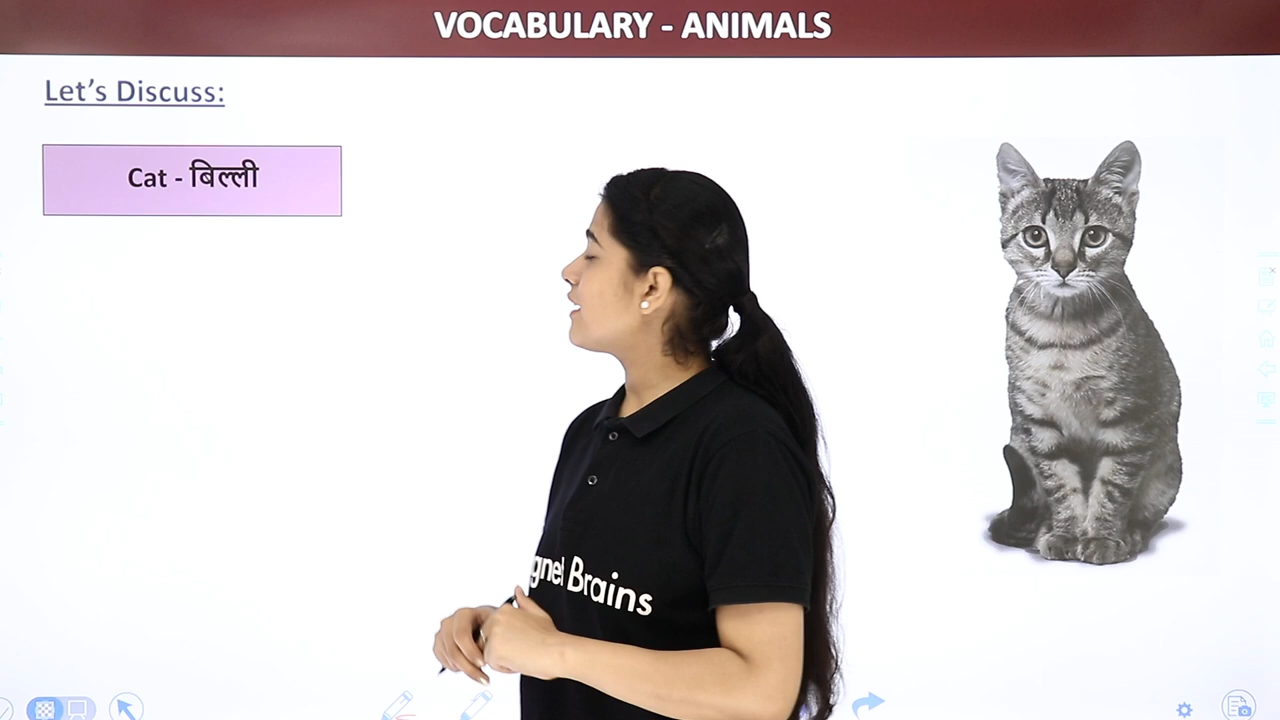 VOCABULARY - ANIMALS
Let's Discuss:
Cat - बिल्ली
gnet Brains